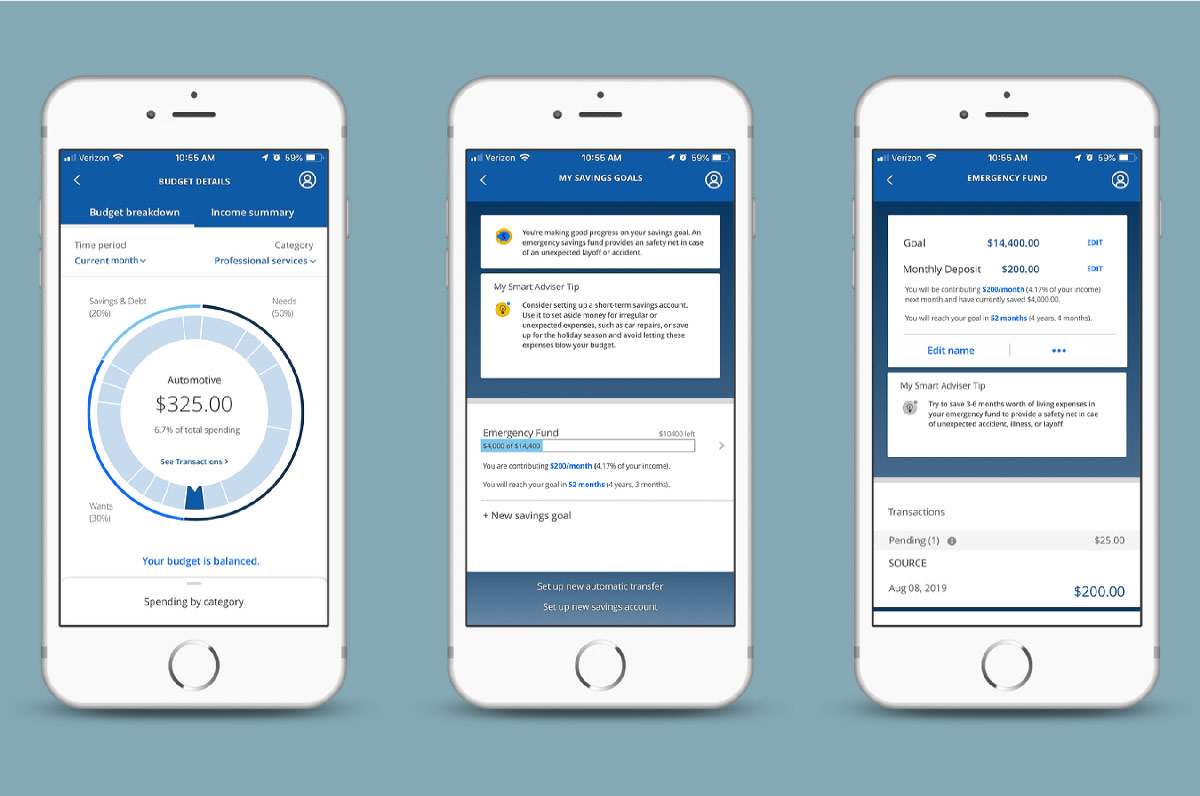 Verizon 10:55 AM 59%
BUDGET DETAILS
Budget breakdown Income summary
Time period Category
Current month Professional services
Savings & Debt Needs
(20%) (50%)
Automotive
$325.00
6.7% of total spending
See Transactions >
Wants
(30%)
Your budget is balanced.
Spending by category
Verizon 10:55 AM 59%
MY SAVINGS GOALS
You're making good progress on your savings goal. An
emergency savings fund provides an safety net in case
of an unexpected layoff or accident.
My Smart Adviser Tip
Consider setting up a short-term savings account.
Use it to set aside money for irregular or
unexpected expenses, such as car repairs, or save
up for the holiday season and avoid letting these
expenses blow your budget.
Emergency Fund $10400 left
$4,000 of $14,400
You are contributing $200/month (4.17% of your income).
You will reach your goal in 52 months (4 years, 3 months).
+ New savings goal
Set up new automatic transfer
Set up new savings account
Verizon 10:55 AM 59%
EMERGENCY FUND
Goal $14,400.00 EDIT
Monthly Deposit $200.00 EDIT
You will be contributing $200/month (4.17% of your income)
next month and have currently saved $4,000.00.
You will reach your goal in 52 months (4 years, 4 months).
Edit name •••
My Smart Adviser Tip
Try to save 3-6 months worth of living expenses in
your emergency fund to provide a safety net in cae
of unexpected accident, illness, or layoff.
Transactions
Pending (1) $25.00
SOURCE
Aug 08, 2019 $200.00